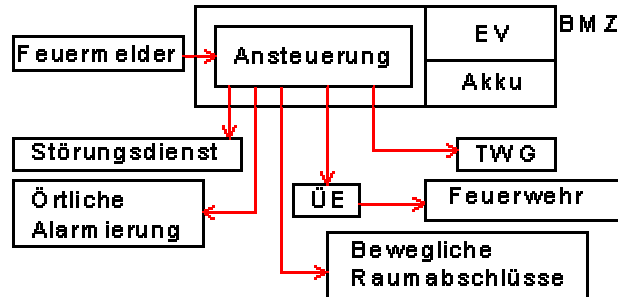 BMZ
EV
Feuermelder
Ansteuerung
Akku
Störungsdienst
TWG
Örtliche
Alarmierung
ÜE
Feuerwehr
Bewegliche
Raumabschlüsse